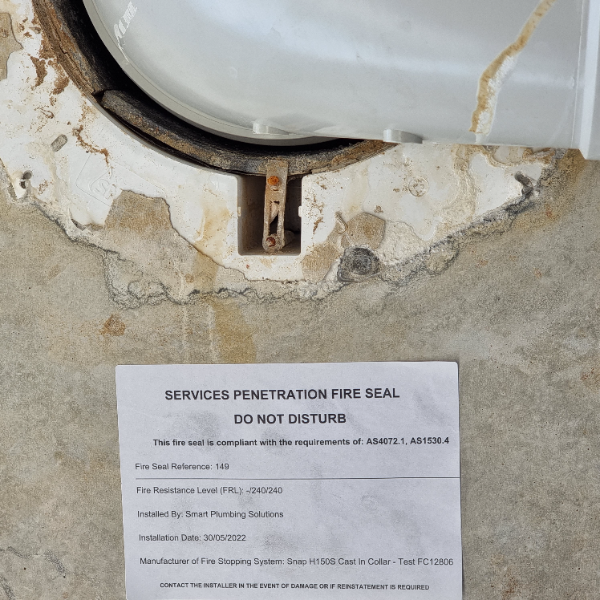 SERVICES PENETRATION FIRE SEAL
DO NOT DISTURB
This fire seal is compliant with the requirements of: AS4072.1, AS1530.4
Fire Seal Reference: 149
Fire Resistance Level (FRL): -/240/240
Installed By: Smart Plumbing Solutions
Installation Date: 30/05/2022
Manufacturer of Fire Stopping System: Snap H150S Cast In Collar - Test FC12806
CONTACT THE INSTALLER IN THE EVENT OF DAMAGE OR IF REINSTATEMENT IS REQUIRED